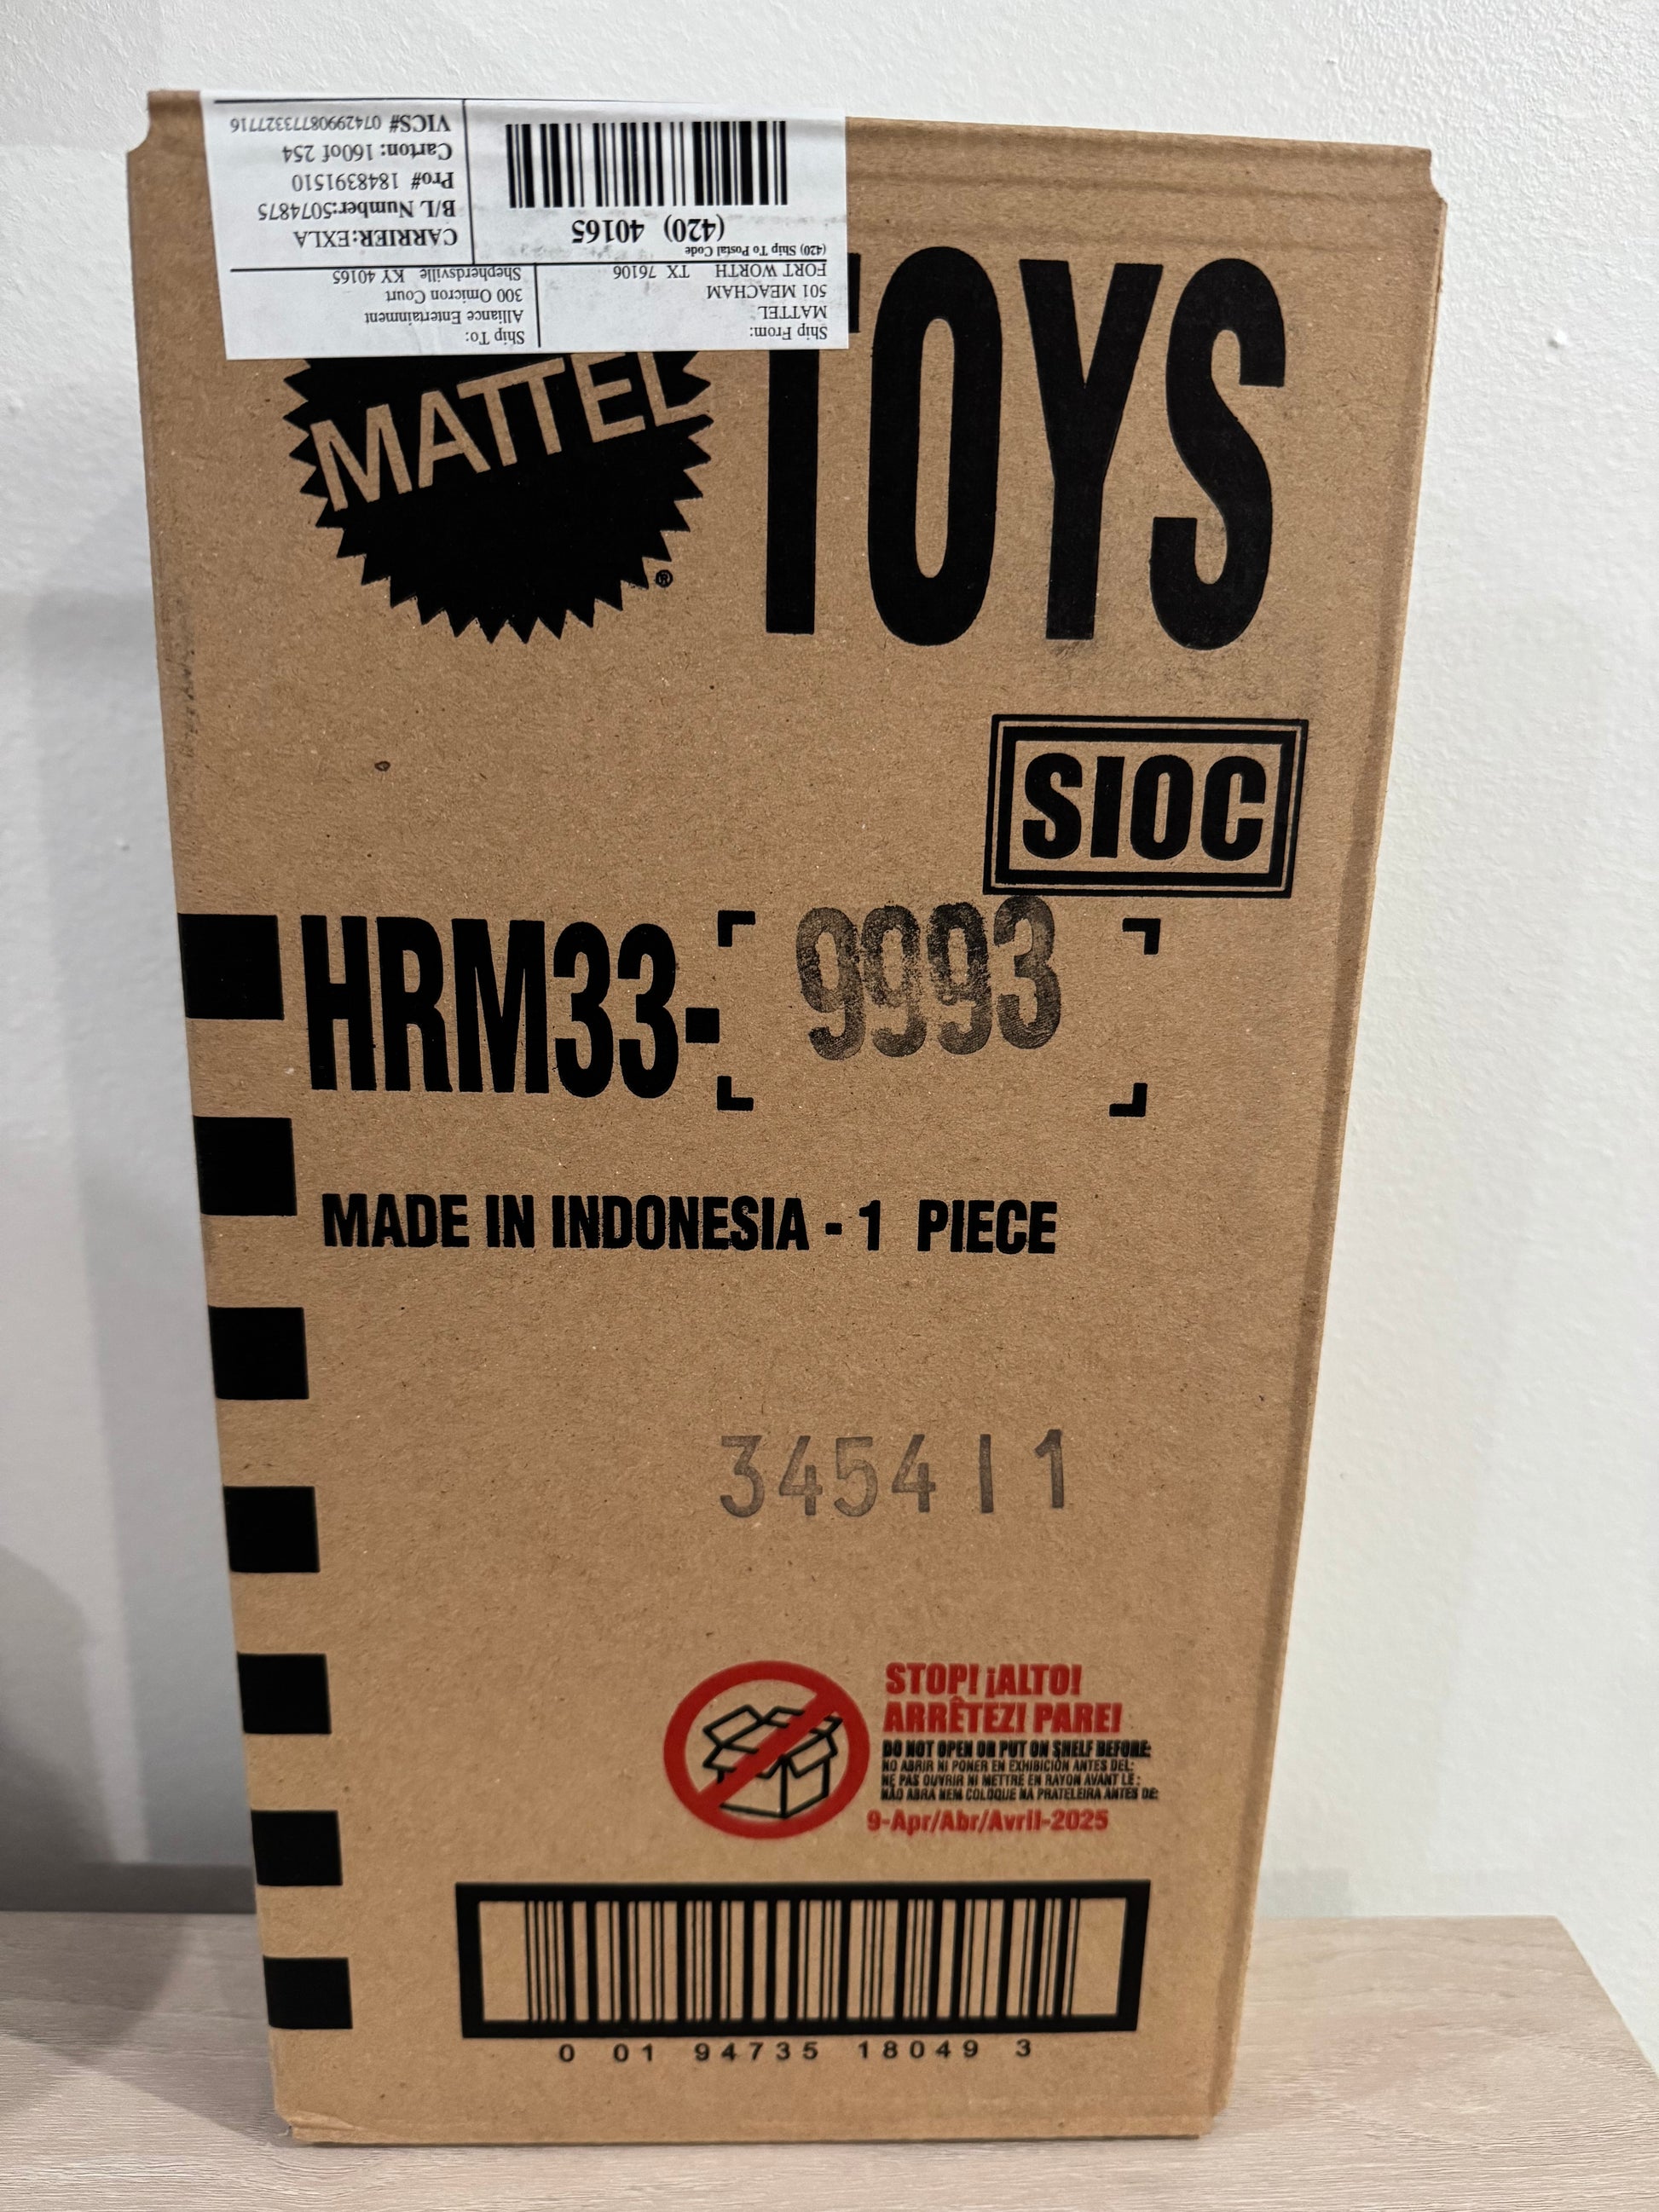 Ship From:
MATTEL
501 MEACHAM
FORT WORTH TX 76106
Ship To:
Alliance Entertainment
300 Omicron Court
Shepherdsville KY 40165
(420) Ship To Postal Code
(420) 40165
CARRIER:EXLA
B/L Number:5074875
Pro# 1848391510
Carton: 160of 254
VICS# 07429908773327716
MATTEL
®
TOYS
SIOC
HRM33-
9993
MADE IN INDONESIA - 1 PIECE
3454 | 1
STOP! ¡ALTO!
ARRÊTEZ! PARE!
DO NOT OPEN OR PUT ON SHELF BEFORE:
NO ABRIR NI PONER EN EXHIBICIÓN ANTES DEL:
NE PAS OUVRIR NI METTRE EN RAYON AVANT LE:
NÃO ABRA NEM COLOQUE NA PRATELEIRA ANTES DE:
9-Apr/Abr/Avril-2025
0 01 94735 18049 3